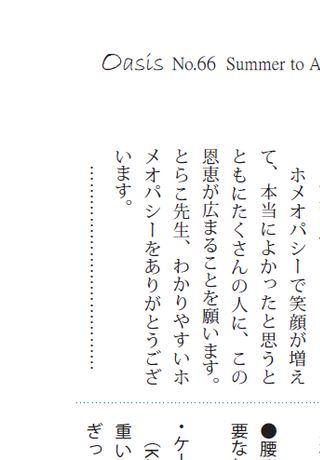 Oasis No.66 Summer to A
ホメオパシーで笑顔が増え
て、本当によかったと思うと
ともにたくさんの人に、この
恩恵が広まることを願います。
とらこ先生、わかりやすいホ
メオパシーをありがとうござ
います。
●腰
要な
・ケー
（K
重い
ぎっ